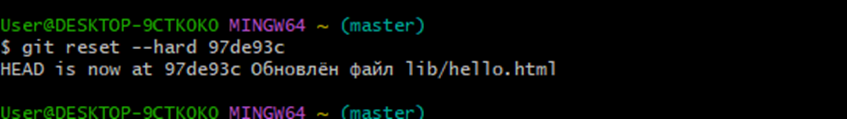 User@DESKTOP-9CTKOKO MINGW64 ~ (master)
$ git reset --hard 97de93c
HEAD is now at 97de93c Обновлён файл lib/hello.html
User@DESKTOP-9CTKOKO MINGW64 ~ (master)